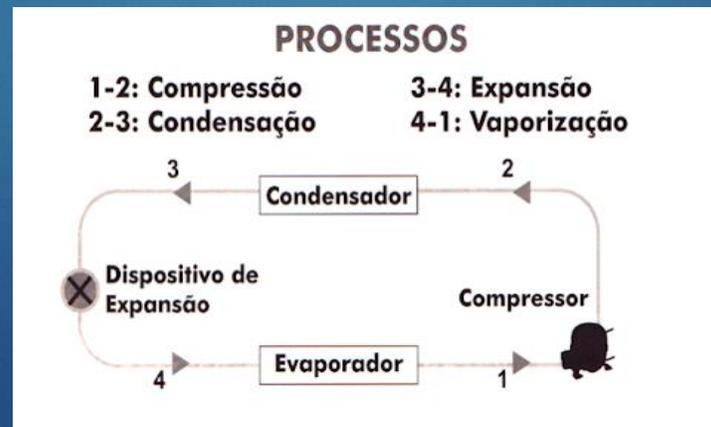 PROCESSOS
1-2: Compressão
3-4: Expansão
2-3: Condensação
4-1: Vaporização
3
2
Condensador
Dispositivo de
Expansão
Compressor
Evaporador
4
1